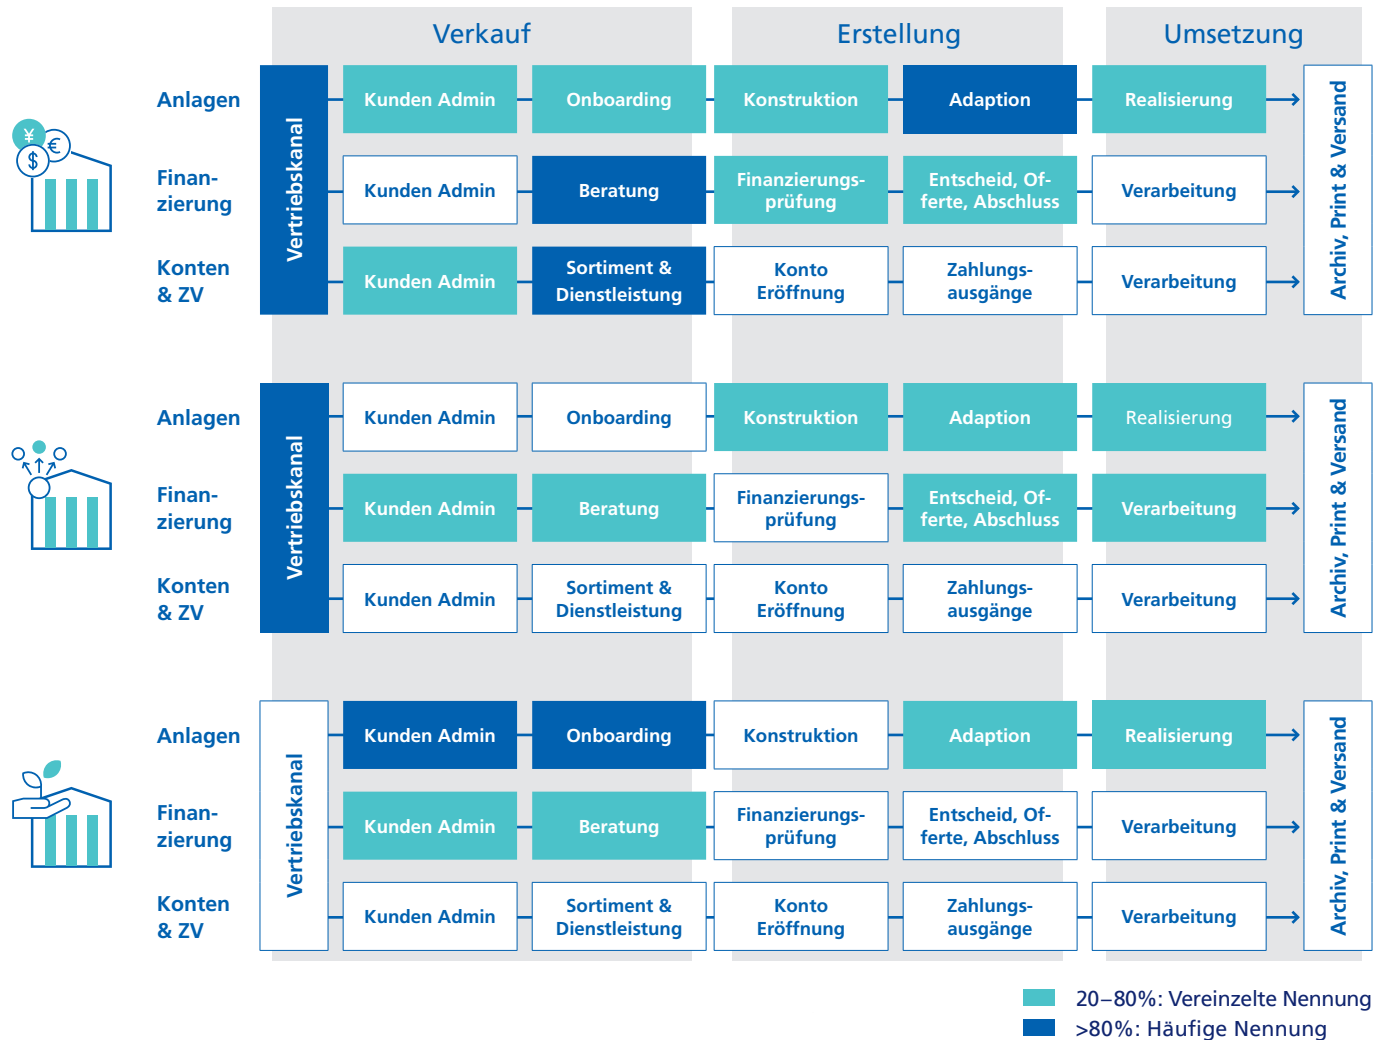 Verkauf
Erstellung
Umsetzung
¥
€
$
Vertriebskanal
Anlagen
Kunden Admin
Onboarding
Konstruktion
Adaption
Realisierung
Finan-
zierung
Kunden Admin
Beratung
Finanzierungs-
prüfung
Entscheid, Of-
ferte, Abschluss
Verarbeitung
Konten
& ZV
Kunden Admin
Sortiment &
Dienstleistung
Konto
Eröffnung
Zahlungs-
ausgänge
Verarbeitung
Archiv, Print & Versand
Vertriebskanal
Anlagen
Kunden Admin
Onboarding
Konstruktion
Adaption
Realisierung
Finan-
zierung
Kunden Admin
Beratung
Finanzierungs-
prüfung
Entscheid, Of-
ferte, Abschluss
Verarbeitung
Konten
& ZV
Kunden Admin
Sortiment &
Dienstleistung
Konto
Eröffnung
Zahlungs-
ausgänge
Verarbeitung
Archiv, Print & Versand
Vertriebskanal
Anlagen
Kunden Admin
Onboarding
Konstruktion
Adaption
Realisierung
Finan-
zierung
Kunden Admin
Beratung
Finanzierungs-
prüfung
Entscheid, Of-
ferte, Abschluss
Verarbeitung
Konten
& ZV
Kunden Admin
Sortiment &
Dienstleistung
Konto
Eröffnung
Zahlungs-
ausgänge
Verarbeitung
Archiv, Print & Versand
20–80%: Vereinzelte Nennung
>80%: Häufige Nennung